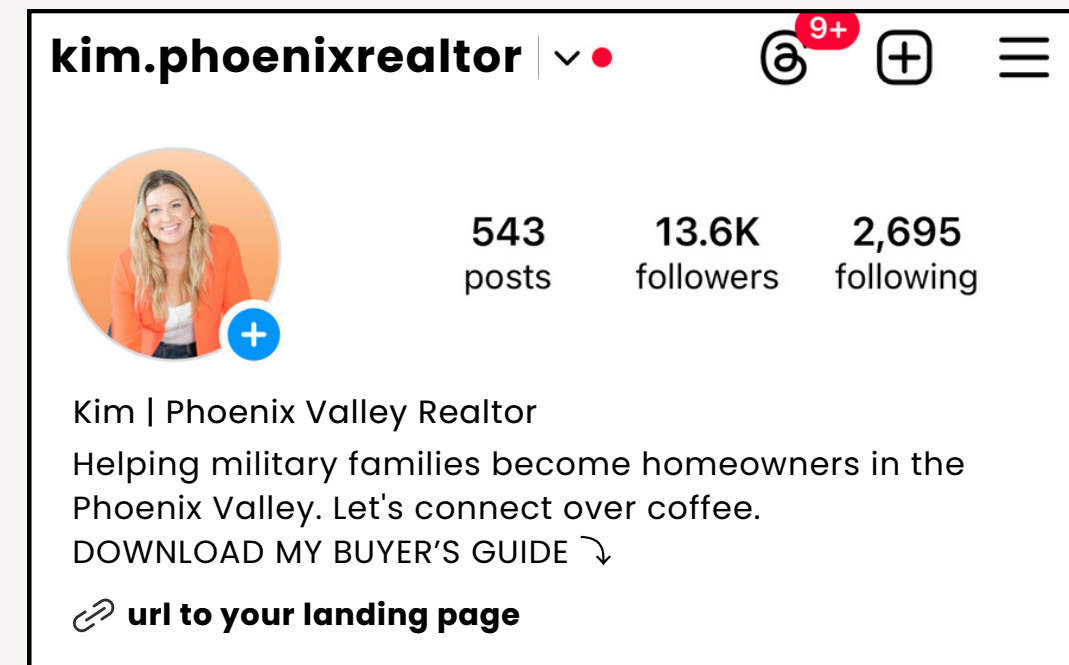 kim.phoenixrealtor
9+
543 13.6K 2,695
posts followers following
Kim | Phoenix Valley Realtor
Helping military families become homeowners in the
Phoenix Valley. Let's connect over coffee.
DOWNLOAD MY BUYER’S GUIDE ⤵
url to your landing page